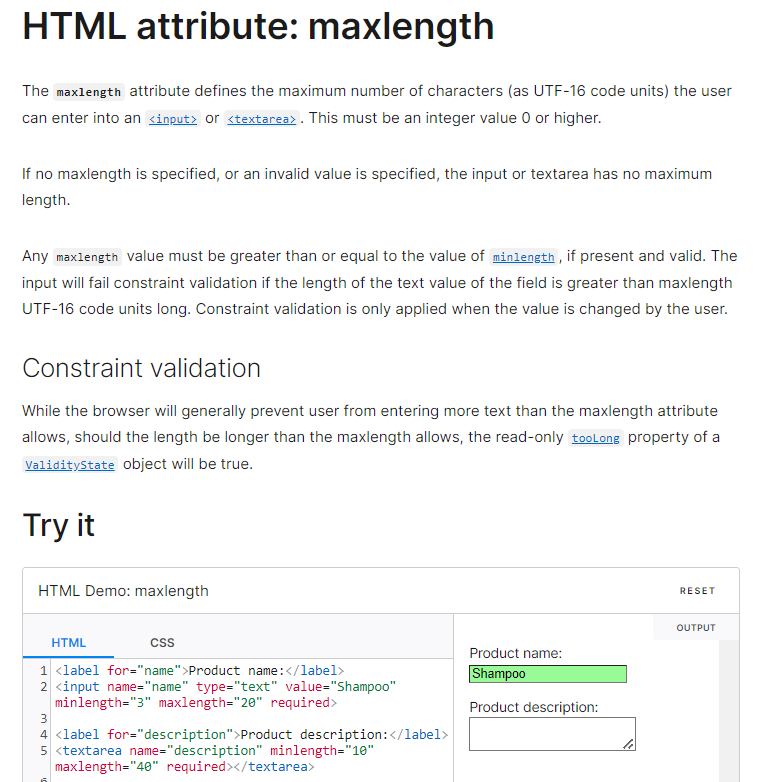 HTML attribute: maxlength
The maxlength attribute defines the maximum number of characters (as UTF-16 code units) the user
can enter into an <input> or <textarea>. This must be an integer value 0 or higher.
If no maxlength is specified, or an invalid value is specified, the input or textarea has no maximum
length.
Any maxlength value must be greater than or equal to the value of minlength, if present and valid. The
input will fail constraint validation if the length of the text value of the field is greater than maxlength
UTF-16 code units long. Constraint validation is only applied when the value is changed by the user.
Constraint validation
While the browser will generally prevent user from entering more text than the maxlength attribute
allows, should the length be longer than the maxlength allows, the read-only tooLong property of a
ValidityState object will be true.
Try it
HTML Demo: maxlength
RESET
HTML CSS
1 <label for="name">Product name:</label>
2 <input name="name" type="text" value="Shampoo"
minlength="3" maxlength="20" required>
3
4 <label for="description">Product description:</label>
5 <textarea name="description" minlength="10"
maxlength="40" required></textarea>
OUTPUT
Product name:
Shampoo
Product description: